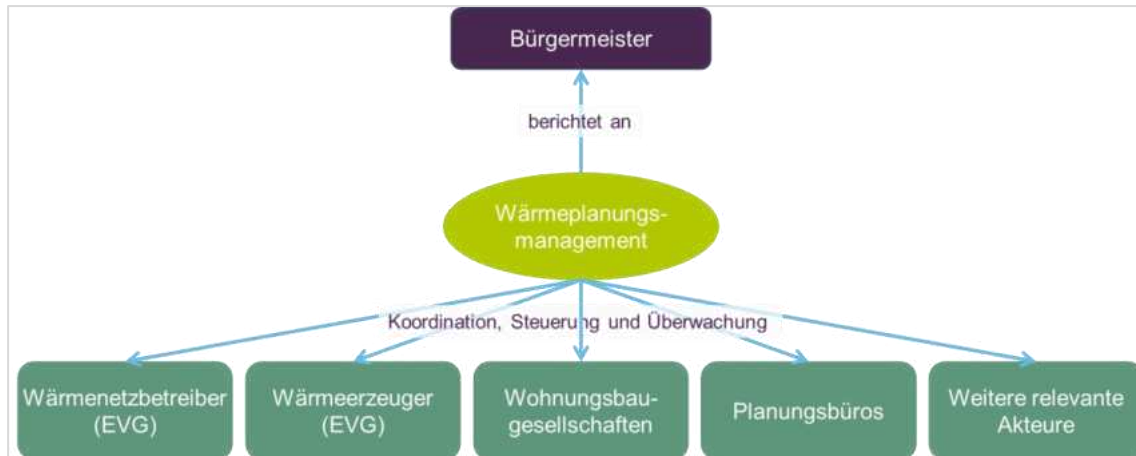 Bürgermeister
berichtet an
Wärmeplanungs-
management
Koordination, Steuerung und Überwachung
Wärmenetzbetreiber
(EVG)
Wärmeerzeuger
(EVG)
Wohnungsbau-
gesellschaften
Planungsbüros
Weitere relevante
Akteure